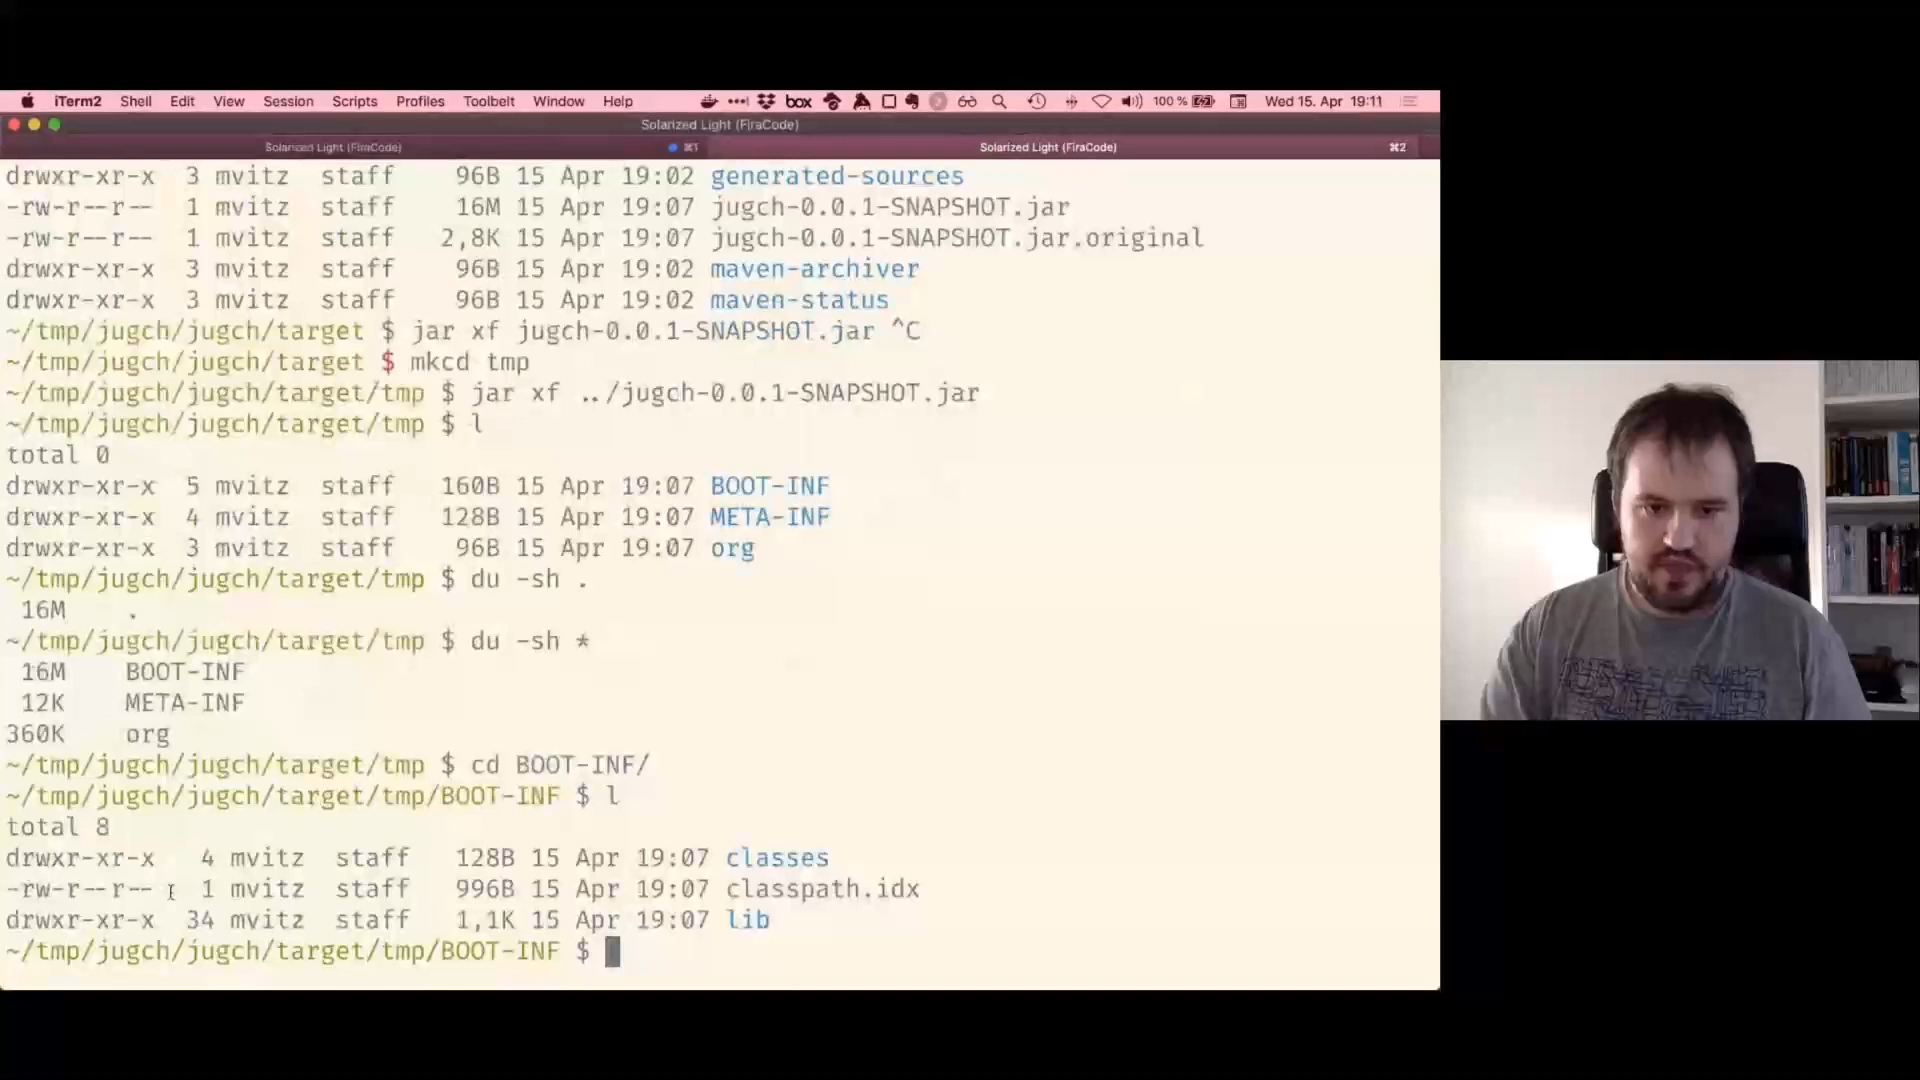 iTerm2 Shell Edit View Session Scripts Profiles Toolbelt Window Help box 100 % Wed 15. Apr 19:11
Solarized Light (FiraCode)
Solarized Light (FiraCode) ⌘1 Solarized Light (FiraCode) ⌘2
drwxr-xr-x 3 mvitz staff 96B 15 Apr 19:02 generated-sources
-rw-r--r-- 1 mvitz staff 16M 15 Apr 19:07 jugch-0.0.1-SNAPSHOT.jar
-rw-r--r-- 1 mvitz staff 2,8K 15 Apr 19:07 jugch-0.0.1-SNAPSHOT.jar.original
drwxr-xr-x 3 mvitz staff 96B 15 Apr 19:02 maven-archiver
drwxr-xr-x 3 mvitz staff 96B 15 Apr 19:02 maven-status
~/tmp/jugch/jugch/target $ jar xf jugch-0.0.1-SNAPSHOT.jar ^C
~/tmp/jugch/jugch/target $ mkcd tmp
~/tmp/jugch/jugch/target/tmp $ jar xf ../jugch-0.0.1-SNAPSHOT.jar
~/tmp/jugch/jugch/target/tmp $ l
total 0
drwxr-xr-x 5 mvitz staff 160B 15 Apr 19:07 BOOT-INF
drwxr-xr-x 4 mvitz staff 128B 15 Apr 19:07 META-INF
drwxr-xr-x 3 mvitz staff 96B 15 Apr 19:07 org
~/tmp/jugch/jugch/target/tmp $ du -sh .
16M .
~/tmp/jugch/jugch/target/tmp $ du -sh *
16M BOOT-INF
12K META-INF
360K org
~/tmp/jugch/jugch/target/tmp $ cd BOOT-INF/
~/tmp/jugch/jugch/target/tmp/BOOT-INF $ l
total 8
drwxr-xr-x 4 mvitz staff 128B 15 Apr 19:07 classes
-rw-r--r-- 1 mvitz staff 996B 15 Apr 19:07 classpath.idx
drwxr-xr-x 34 mvitz staff 1,1K 15 Apr 19:07 lib
~/tmp/jugch/jugch/target/tmp/BOOT-INF $